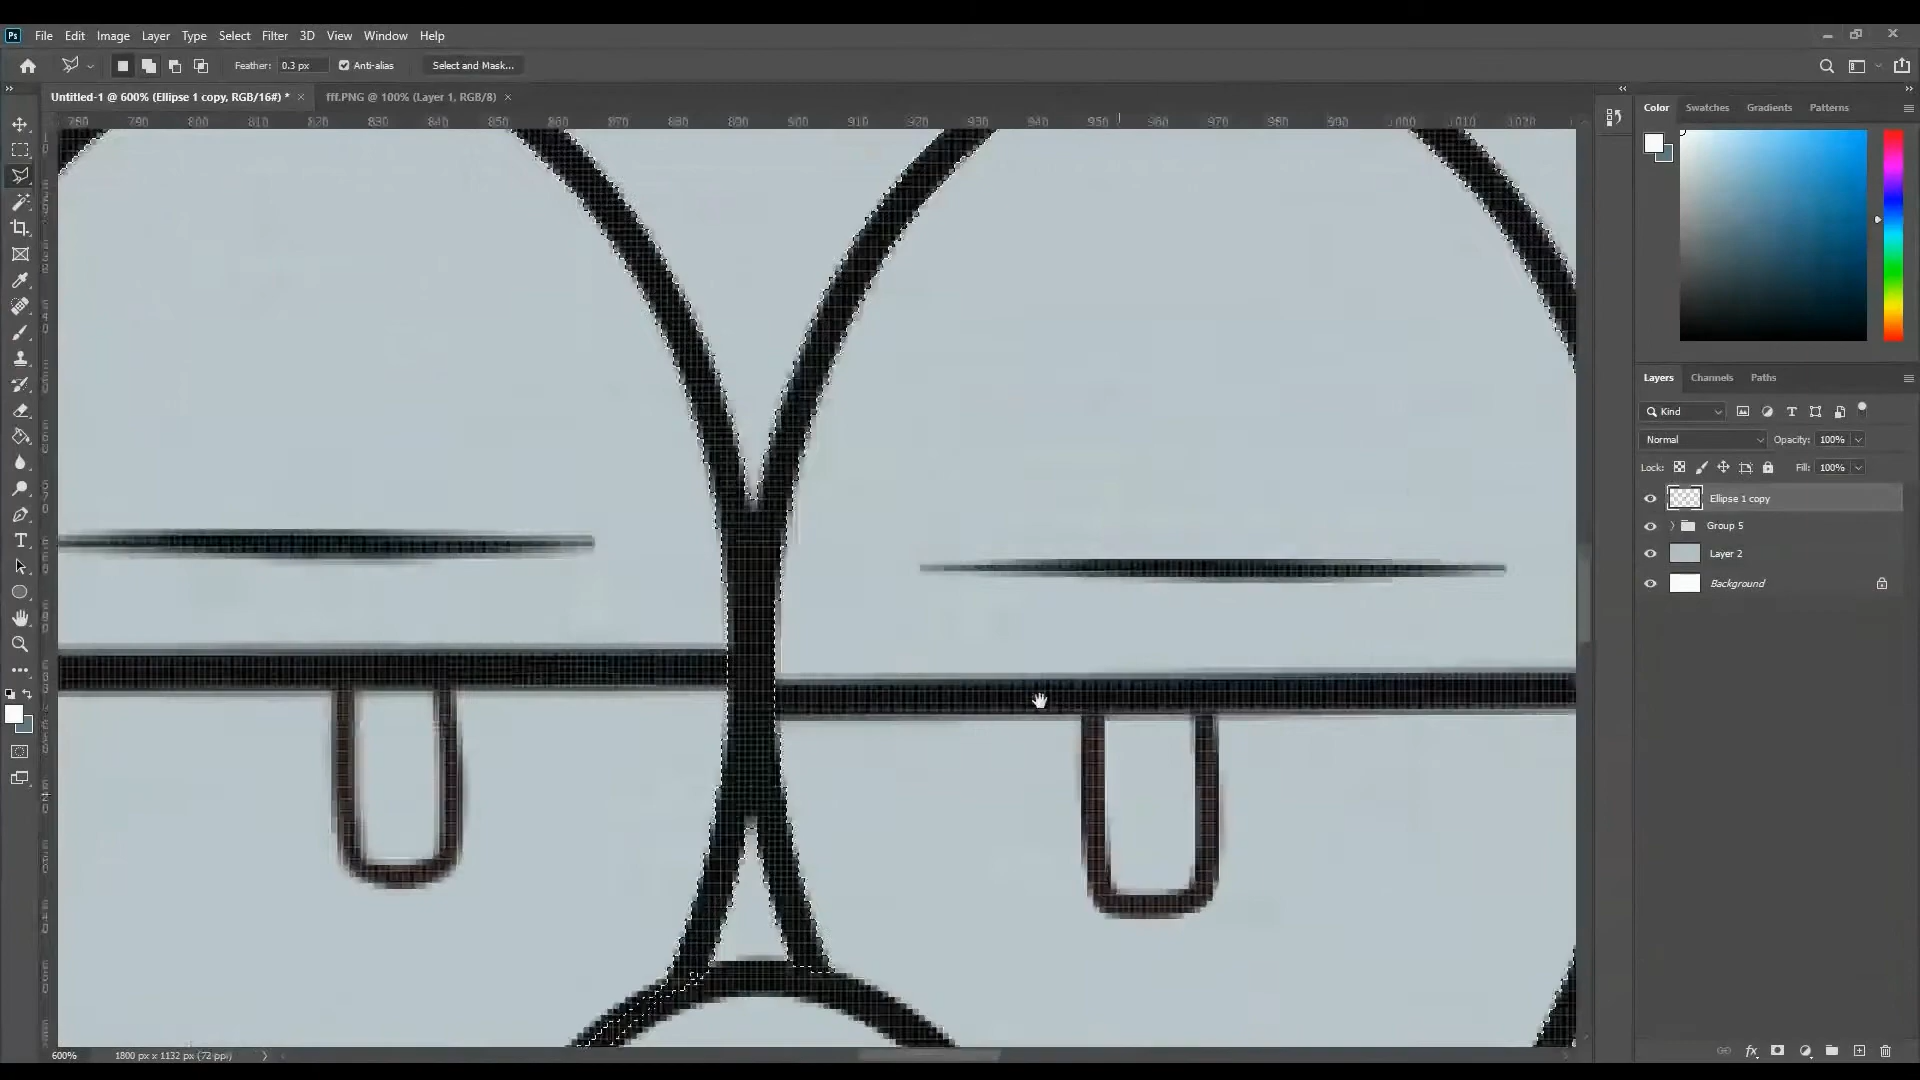 Ps File Edit Image Layer Type Select Filter 3D View Window Help
Feather: 0.3 px Anti-alias Select and Mask...
Untitled-1 @ 600% (Ellipse 1 copy, RGB/16#) * × fff.PNG @ 100% (Layer 1, RGB/8) ×
780 790 800 810 820 830 840 850 860 870 880 890 900 910 920 930 940 950 960 970 980 990 1000 1010 1020
Color Swatches Gradients Patterns
Layers Channels Paths
Kind
Normal Opacity: 100%
Lock: Fill: 100%
Ellipse 1 copy
Group 5
Layer 2
Background
600% 1800 px x 1132 px (72 ppi)
fx